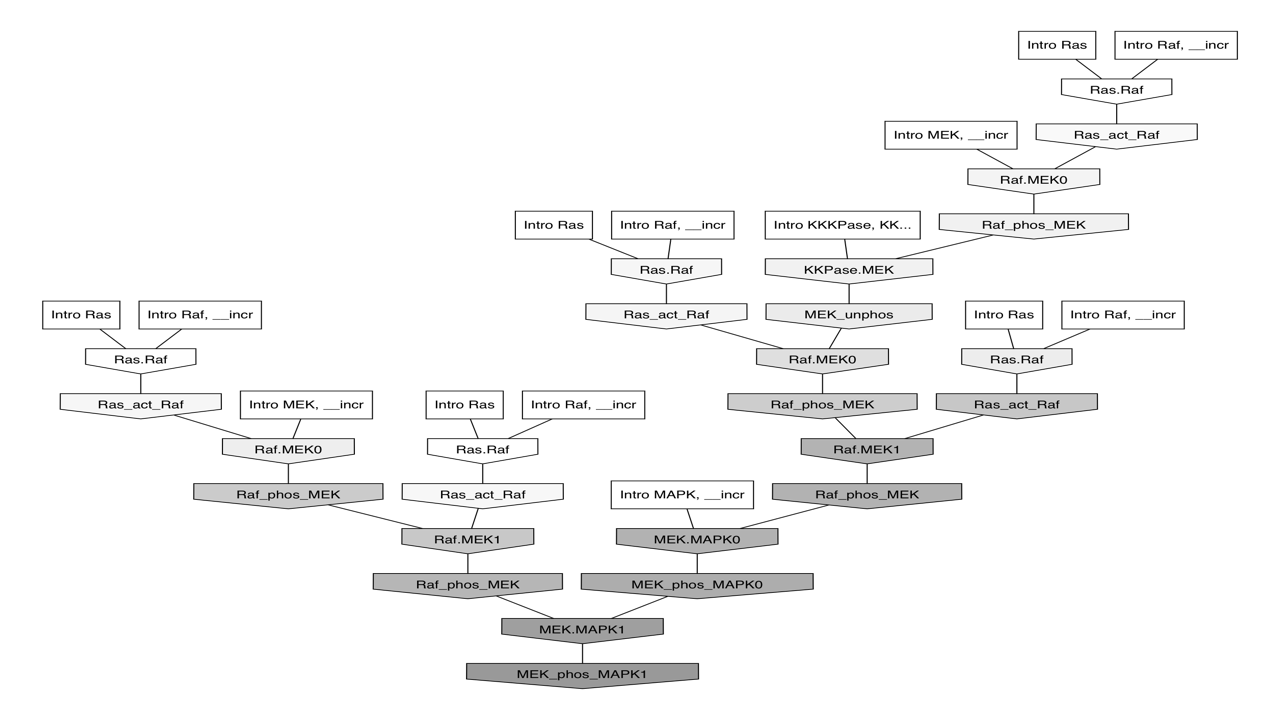 Intro Ras
Intro Raf, __incr
Ras.Raf
Intro MEK, __incr
Ras_act_Raf
Raf.MEK0
Intro Ras
Intro Raf, __incr
Intro KKKPase, KK...
Raf_phos_MEK
Ras.Raf
KKPase.MEK
Intro Ras
Intro Raf, __incr
Ras_act_Raf
MEK_unphos
Intro Ras
Intro Raf, __incr
Ras.Raf
Raf.MEK0
Ras.Raf
Ras_act_Raf
Intro MEK, __incr
Intro Ras
Intro Raf, __incr
Raf_phos_MEK
Ras_act_Raf
Raf.MEK0
Ras.Raf
Raf.MEK1
Raf_phos_MEK
Ras_act_Raf
Intro MAPK, __incr
Raf_phos_MEK
Raf.MEK1
MEK.MAPK0
Raf_phos_MEK
MEK_phos_MAPK0
MEK.MAPK1
MEK_phos_MAPK1